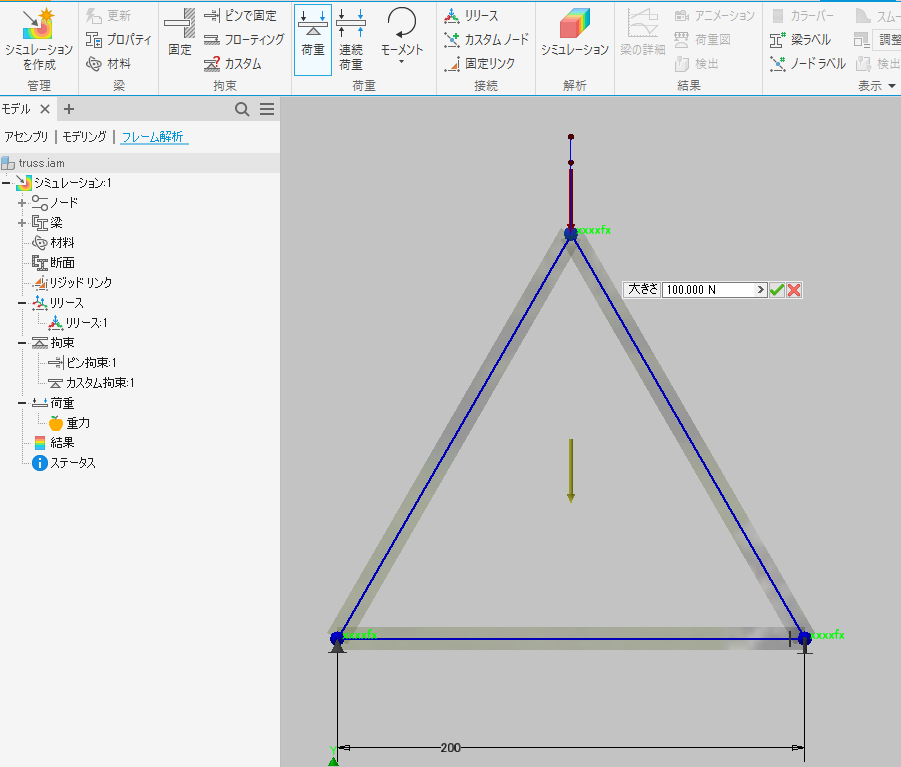 シミュレーションを作成
更新
プロパティ
材料
管理
梁
固定
ピンで固定
フローティング
カスタム
拘束
荷重
連続荷重
モーメント
荷重
リリース
カスタム ノード
固定リンク
接続
シミュレーション
解析
梁の詳細
アニメーション
荷重図
検出
結果
カラーバー
梁ラベル
ノード ラベル
スムー
調整
検出
表示
モデル
アセンブリ
モデリング
フレーム解析
truss.iam
シミュレーション:1
ノード
梁
材料
断面
リジッド リンク
リリース
リリース:1
拘束
ピン拘束:1
カスタム拘束:1
荷重
重力
結果
ステータス
xxxxfx
大きさ 100.000 N
xxxxfx
xxxxfx
200
Y